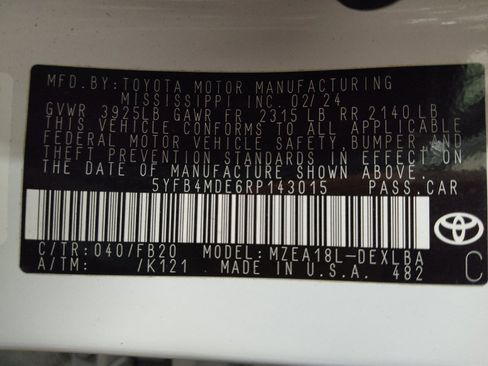 MFD. BY: TOYOTA MOTOR MANUFACTURING
MISSISSIPPI INC. 02/24
GVWR 3925LB GAWR FR 2315 LB RR 2140 LB
THIS VEHICLE CONFORMS TO ALL APPLICABLE
FEDERAL MOTOR VEHICLE SAFETY, BUMPER, AND
THEFT PREVENTION STANDARDS IN EFFECT ON
THE DATE OF MANUFACTURE SHOWN ABOVE.
5YFB4MDE6RP143015 PASS. CAR
C/TR: 040/FB20 MODEL: MZEA18L-DEXLBA
A/TM: /K121 MADE IN U.S.A. 482 C